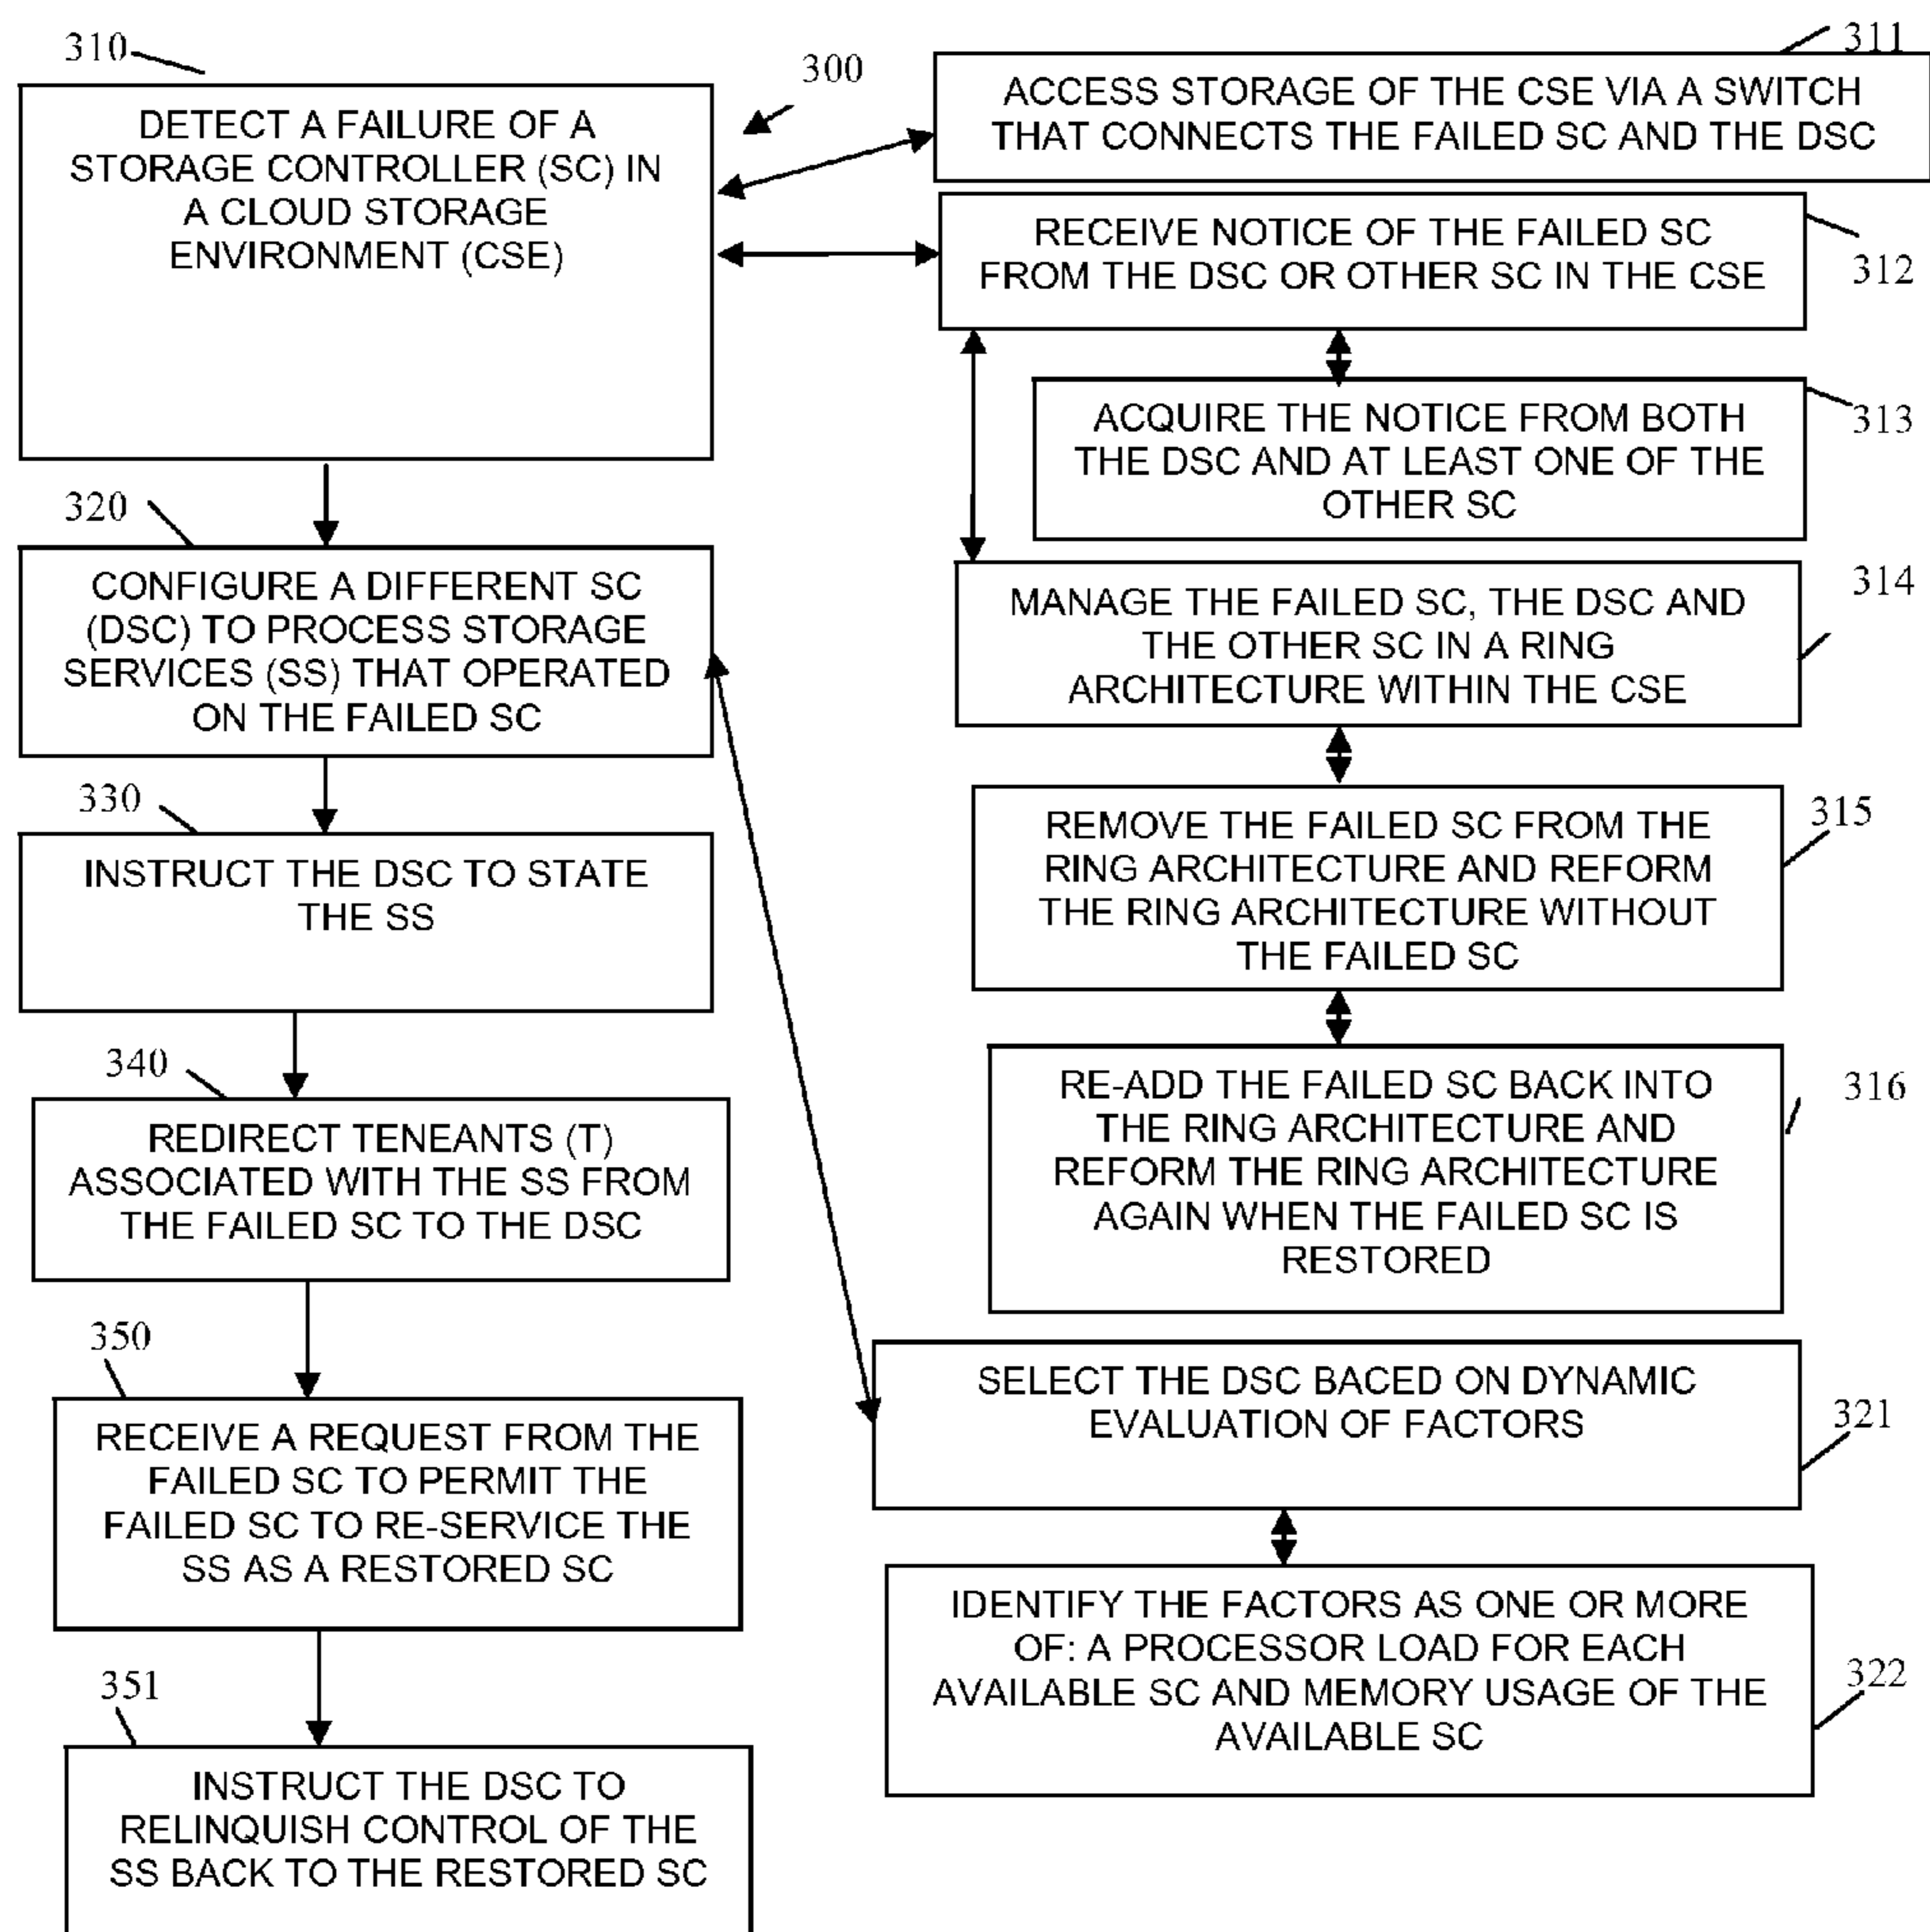 310
DETECT A FAILURE OF A
STORAGE CONTROLLER (SC) IN
A CLOUD STORAGE
ENVIRONMENT (CSE)
300
311
ACCESS STORAGE OF THE CSE VIA A SWITCH
THAT CONNECTS THE FAILED SC AND THE DSC
RECEIVE NOTICE OF THE FAILED SC
FROM THE DSC OR OTHER SC IN THE CSE
312
ACQUIRE THE NOTICE FROM BOTH
THE DSC AND AT LEAST ONE OF THE
OTHER SC
313
320
CONFIGURE A DIFFERENT SC
(DSC) TO PROCESS STORAGE
SERVICES (SS) THAT OPERATED
ON THE FAILED SC
MANAGE THE FAILED SC, THE DSC AND
THE OTHER SC IN A RING
ARCHITECTURE WITHIN THE CSE
314
330
INSTRUCT THE DSC TO STATE
THE SS
REMOVE THE FAILED SC FROM THE
RING ARCHITECTURE AND REFORM
THE RING ARCHITECTURE WITHOUT
THE FAILED SC
315
340
REDIRECT TENEANTS (T)
ASSOCIATED WITH THE SS FROM
THE FAILED SC TO THE DSC
RE-ADD THE FAILED SC BACK INTO
THE RING ARCHITECTURE AND
REFORM THE RING ARCHITECTURE
AGAIN WHEN THE FAILED SC IS
RESTORED
316
350
RECEIVE A REQUEST FROM THE
FAILED SC TO PERMIT THE
FAILED SC TO RE-SERVICE THE
SS AS A RESTORED SC
SELECT THE DSC BACED ON DYNAMIC
EVALUATION OF FACTORS
321
IDENTIFY THE FACTORS AS ONE OR MORE
OF: A PROCESSOR LOAD FOR EACH
AVAILABLE SC AND MEMORY USAGE OF THE
AVAILABLE SC
322
351
INSTRUCT THE DSC TO
RELINQUISH CONTROL OF THE
SS BACK TO THE RESTORED SC